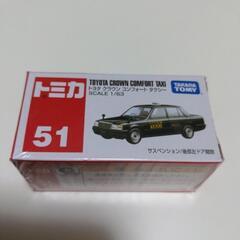 トミカ
TOYOTA CROWN COMFORT TAXI
トヨタ クラウン コンフォート タクシー
SCALE 1/63
TAKARA TOMY
51
サスペンション/後部左ドア開閉